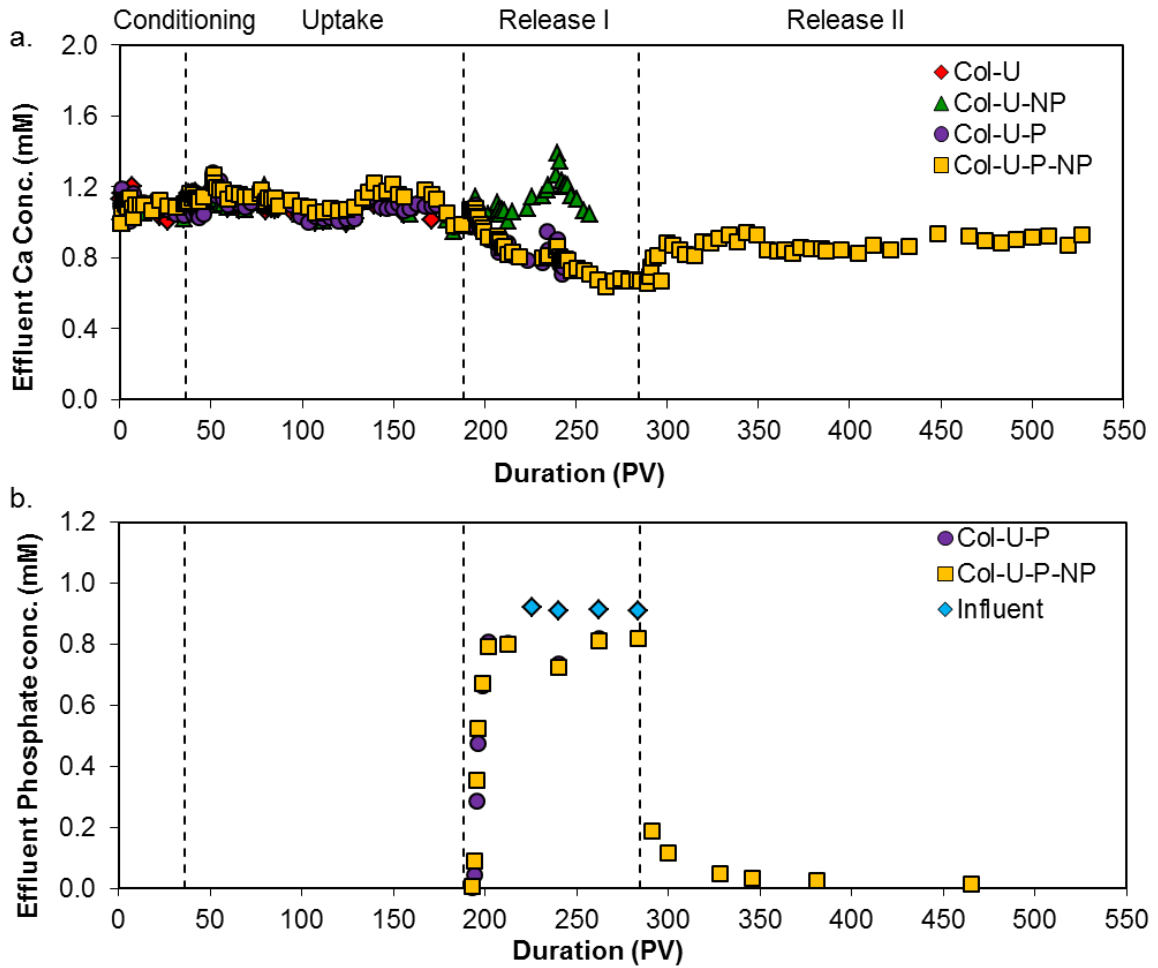 Conditioning Uptake Release I Release II
a.
2.0
1.6
1.2
0.8
0.4
0.0
Effluent Ca Conc. (mM)
Col-U
Col-U-NP
Col-U-P
Col-U-P-NP
0 50 100 150 200 250 300 350 400 450 500 550
Duration (PV)
b.
1.2
1.0
0.8
0.6
0.4
0.2
0.0
Effluent Phosphate conc. (mM)
Col-U-P
Col-U-P-NP
Influent
0 50 100 150 200 250 300 350 400 450 500 550
Duration (PV)